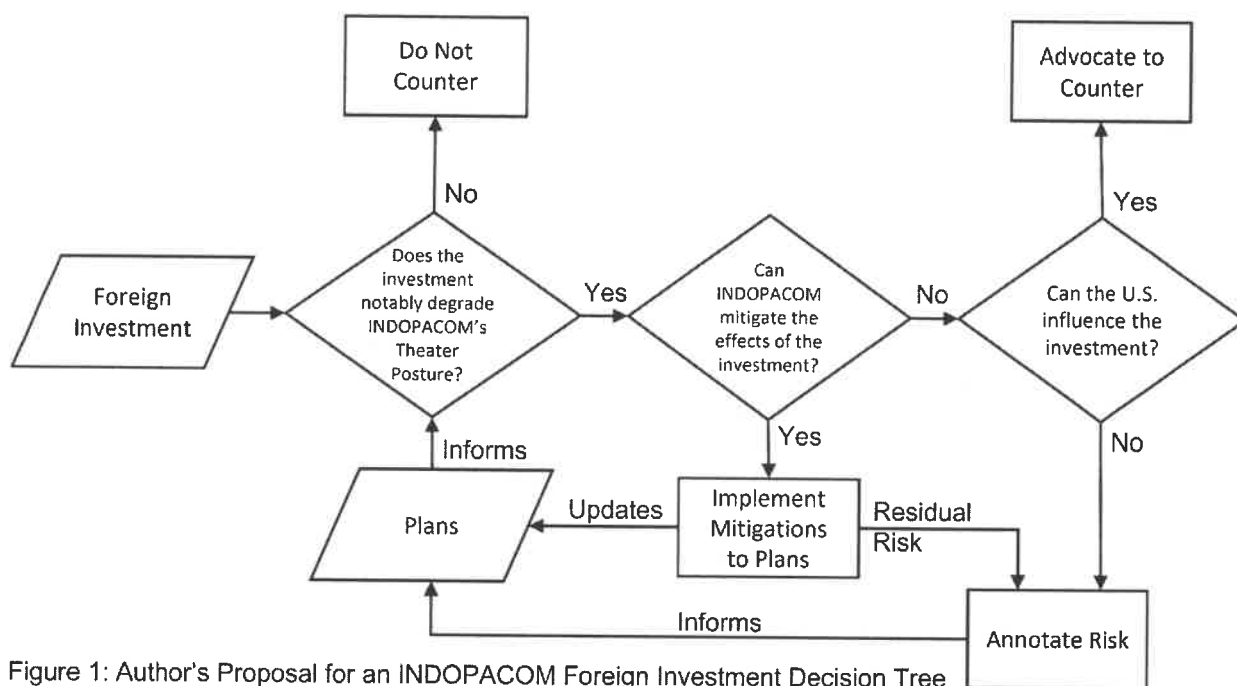 Do Not
Counter
Advocate to
Counter
No
Yes
Foreign
Investment
Does the
investment
notably degrade
INDOPACOM's
Theater
Posture?
Yes
Can
INDOPACOM
mitigate the
effects of the
investment?
No
Can the U.S.
influence the
investment?
Informs
Yes
No
Plans
Updates
Implement
Mitigations
to Plans
Residual
Risk
Informs
Annotate Risk
Figure 1: Author's Proposal for an INDOPACOM Foreign Investment Decision Tree